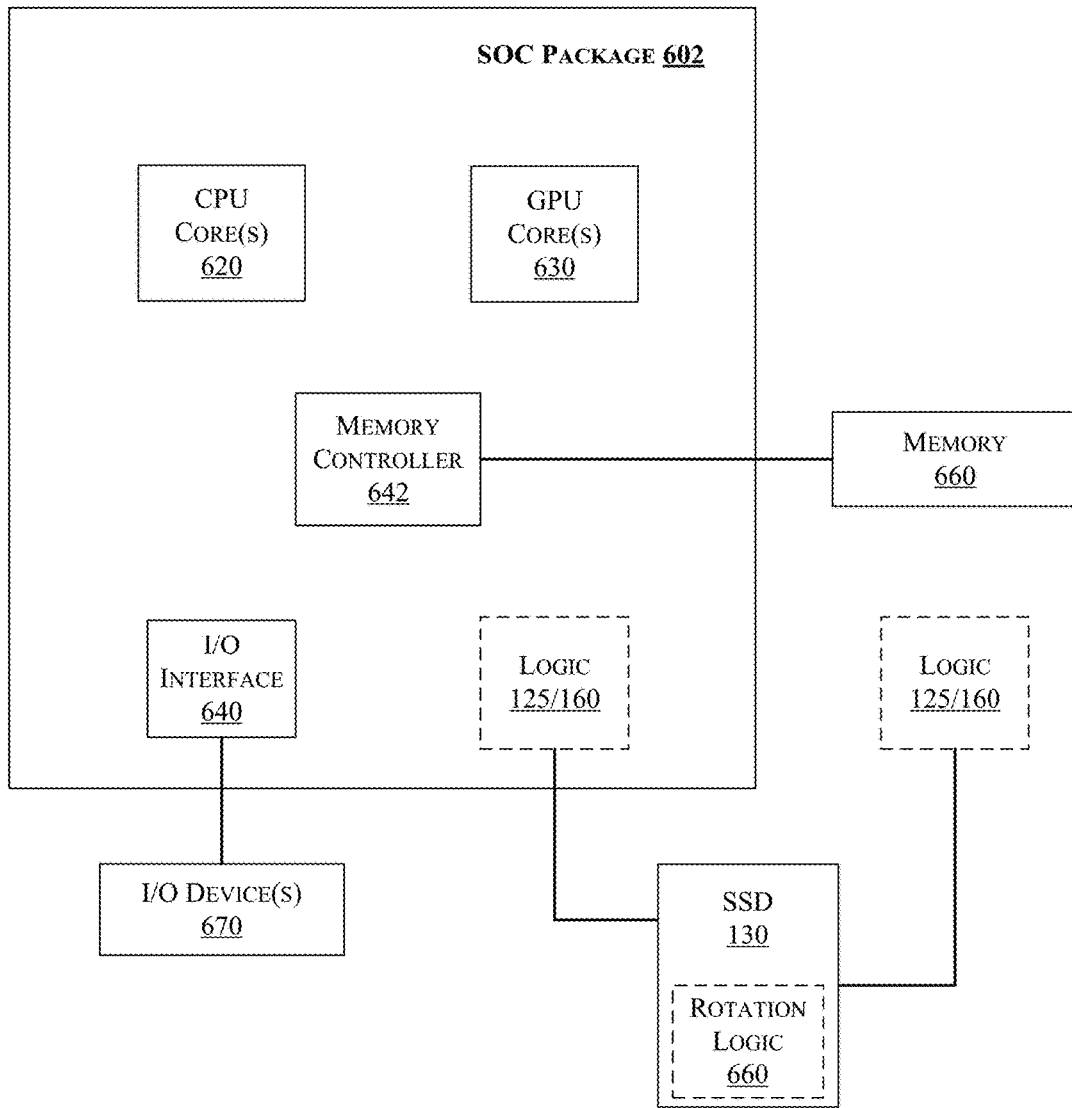 SOC PACKAGE 602
CPU
CORE(S)
620
GPU
CORE(S)
630
MEMORY
CONTROLLER
642
MEMORY
660
I/O
INTERFACE
640
LOGIC
125/160
LOGIC
125/160
I/O DEVICE(S)
670
SSD
130
ROTATION
LOGIC
660